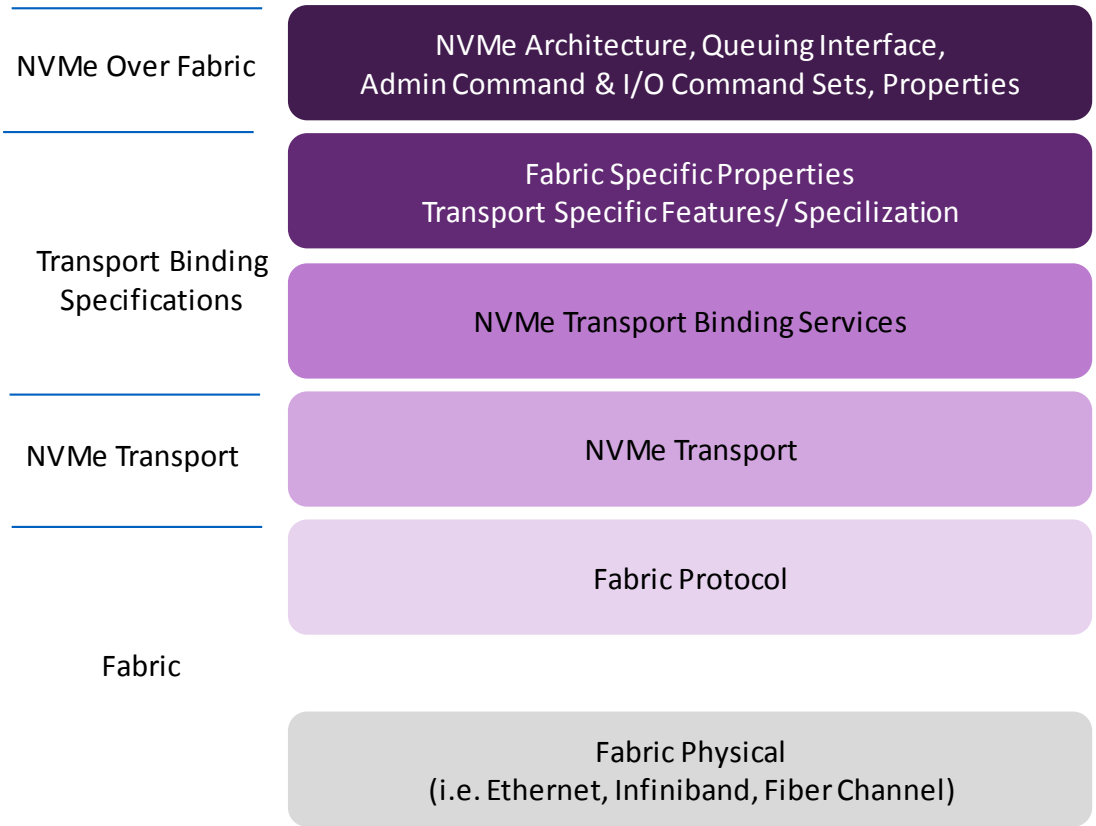 NVMe Over Fabric
NVMe Architecture, Queuing Interface,
Admin Command & I/O Command Sets, Properties
Transport Binding
Specifications
Fabric Specific Properties
Transport Specific Features/ Specilization
NVMe Transport Binding Services
NVMe Transport
NVMe Transport
Fabric
Fabric Protocol
Fabric Physical
(i.e. Ethernet, Infiniband, Fiber Channel)